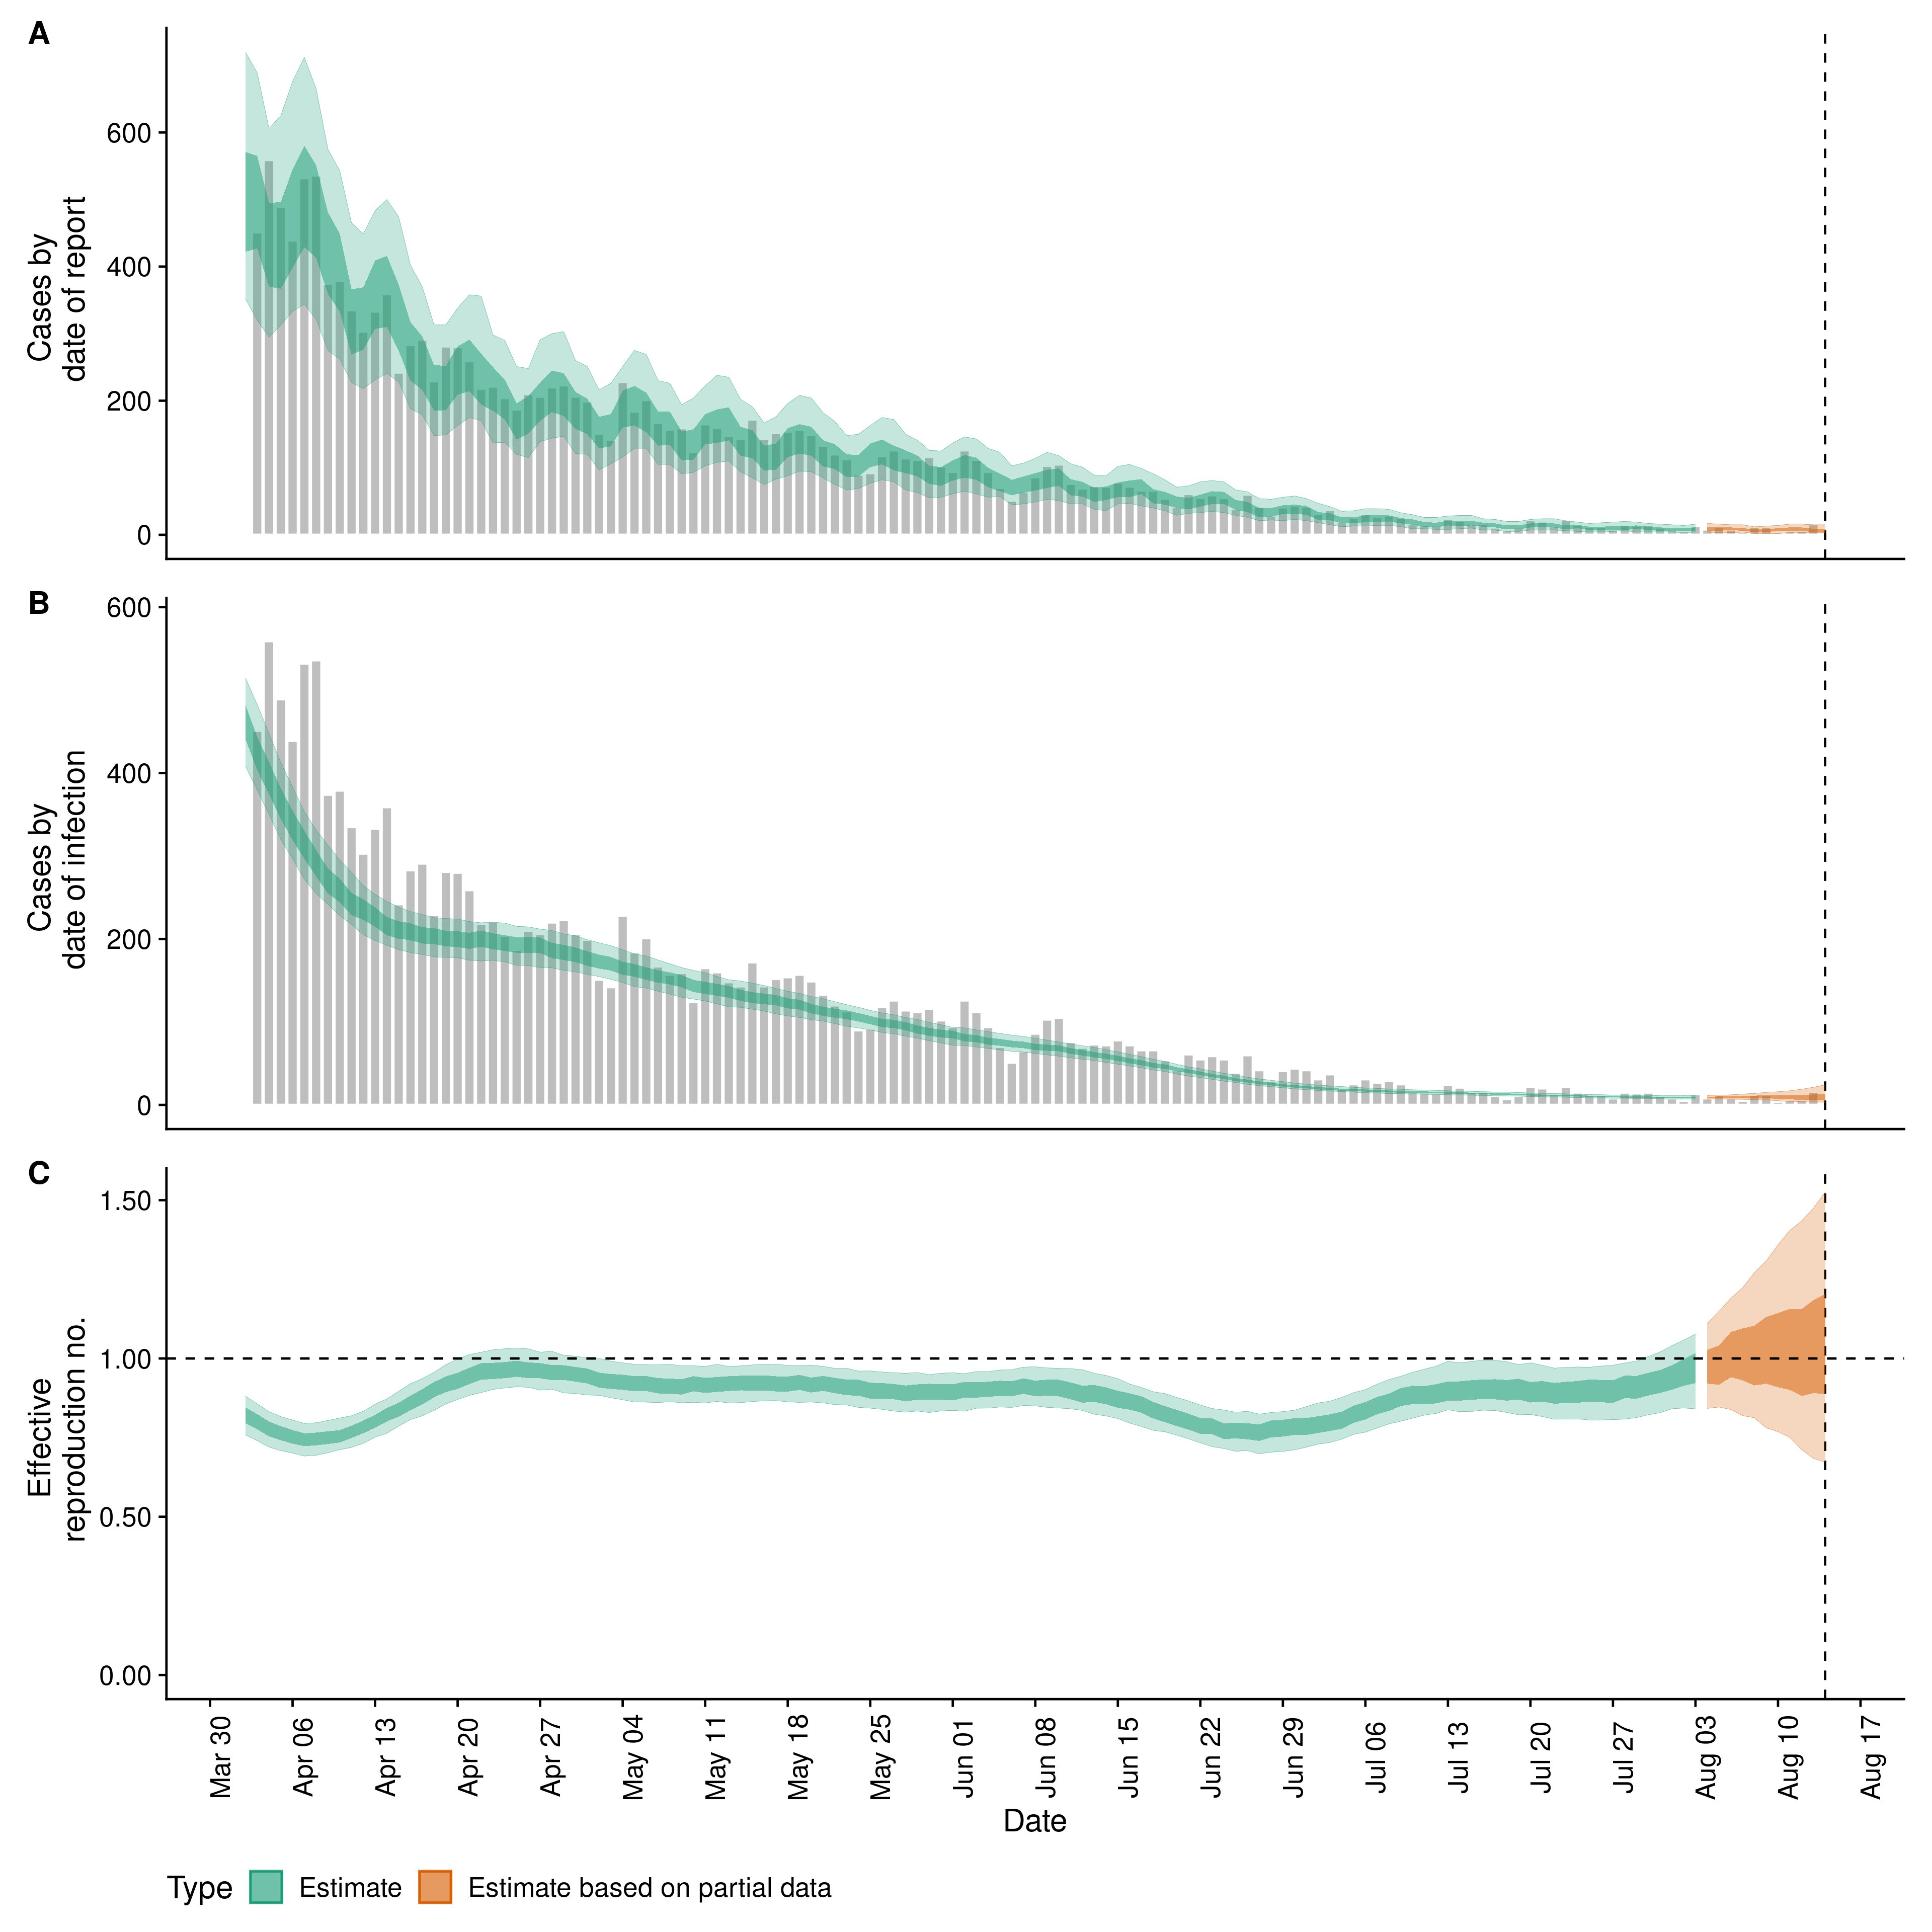 A
Cases by
date of report
600
400
200
0
B
Cases by
date of infection
600
400
200
0
C
Effective
reproduction no.
1.50
1.00
0.50
0.00
Mar 30
Apr 06
Apr 13
Apr 20
Apr 27
May 04
May 11
May 18
May 25
Jun 01
Jun 08
Jun 15
Jun 22
Jun 29
Jul 06
Jul 13
Jul 20
Jul 27
Aug 03
Aug 10
Aug 17
Date
Type Estimate Estimate based on partial data